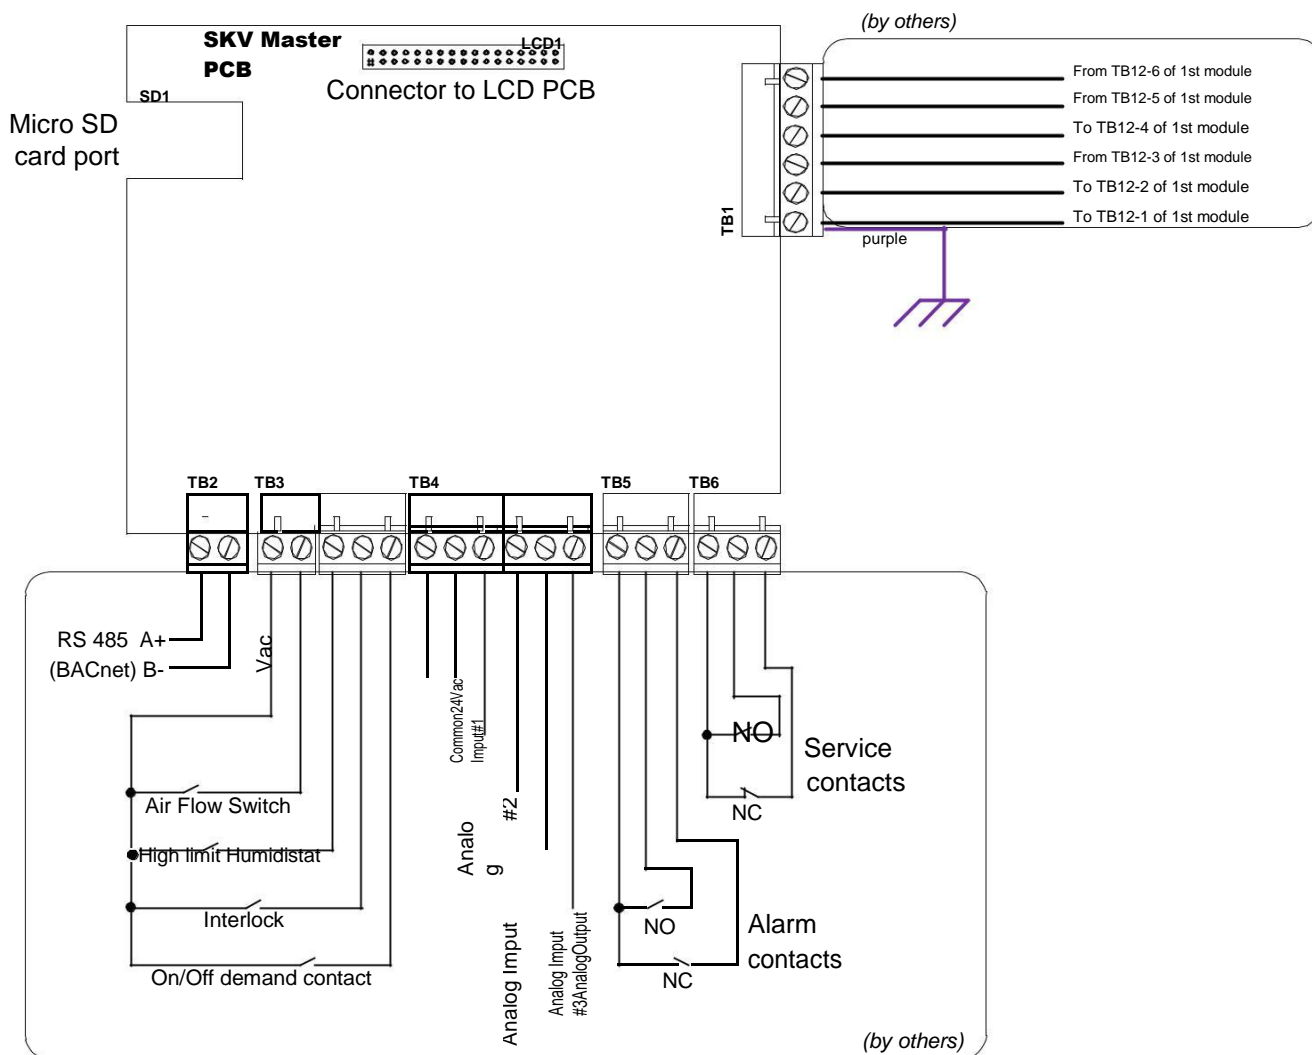 (by others)
SKV Master
PCB
LCD1
Connector to LCD PCB
SD1
Micro SD
card port
TB1
From TB12-6 of 1st module
From TB12-5 of 1st module
To TB12-4 of 1st module
From TB12-3 of 1st module
To TB12-2 of 1st module
To TB12-1 of 1st module
purple
TB2
TB3
TB4
TB5
TB6
RS 485 A+
(BACnet) B-
Vac
Air Flow Switch
High limit Humidistat
Interlock
On/Off demand contact
Common24Vac
Imput#1
Analo
g
#2
Analog Imput
Analog Imput
#3AnalogOutput
NO
NC
Service
contacts
NO
NC
Alarm
contacts
(by others)